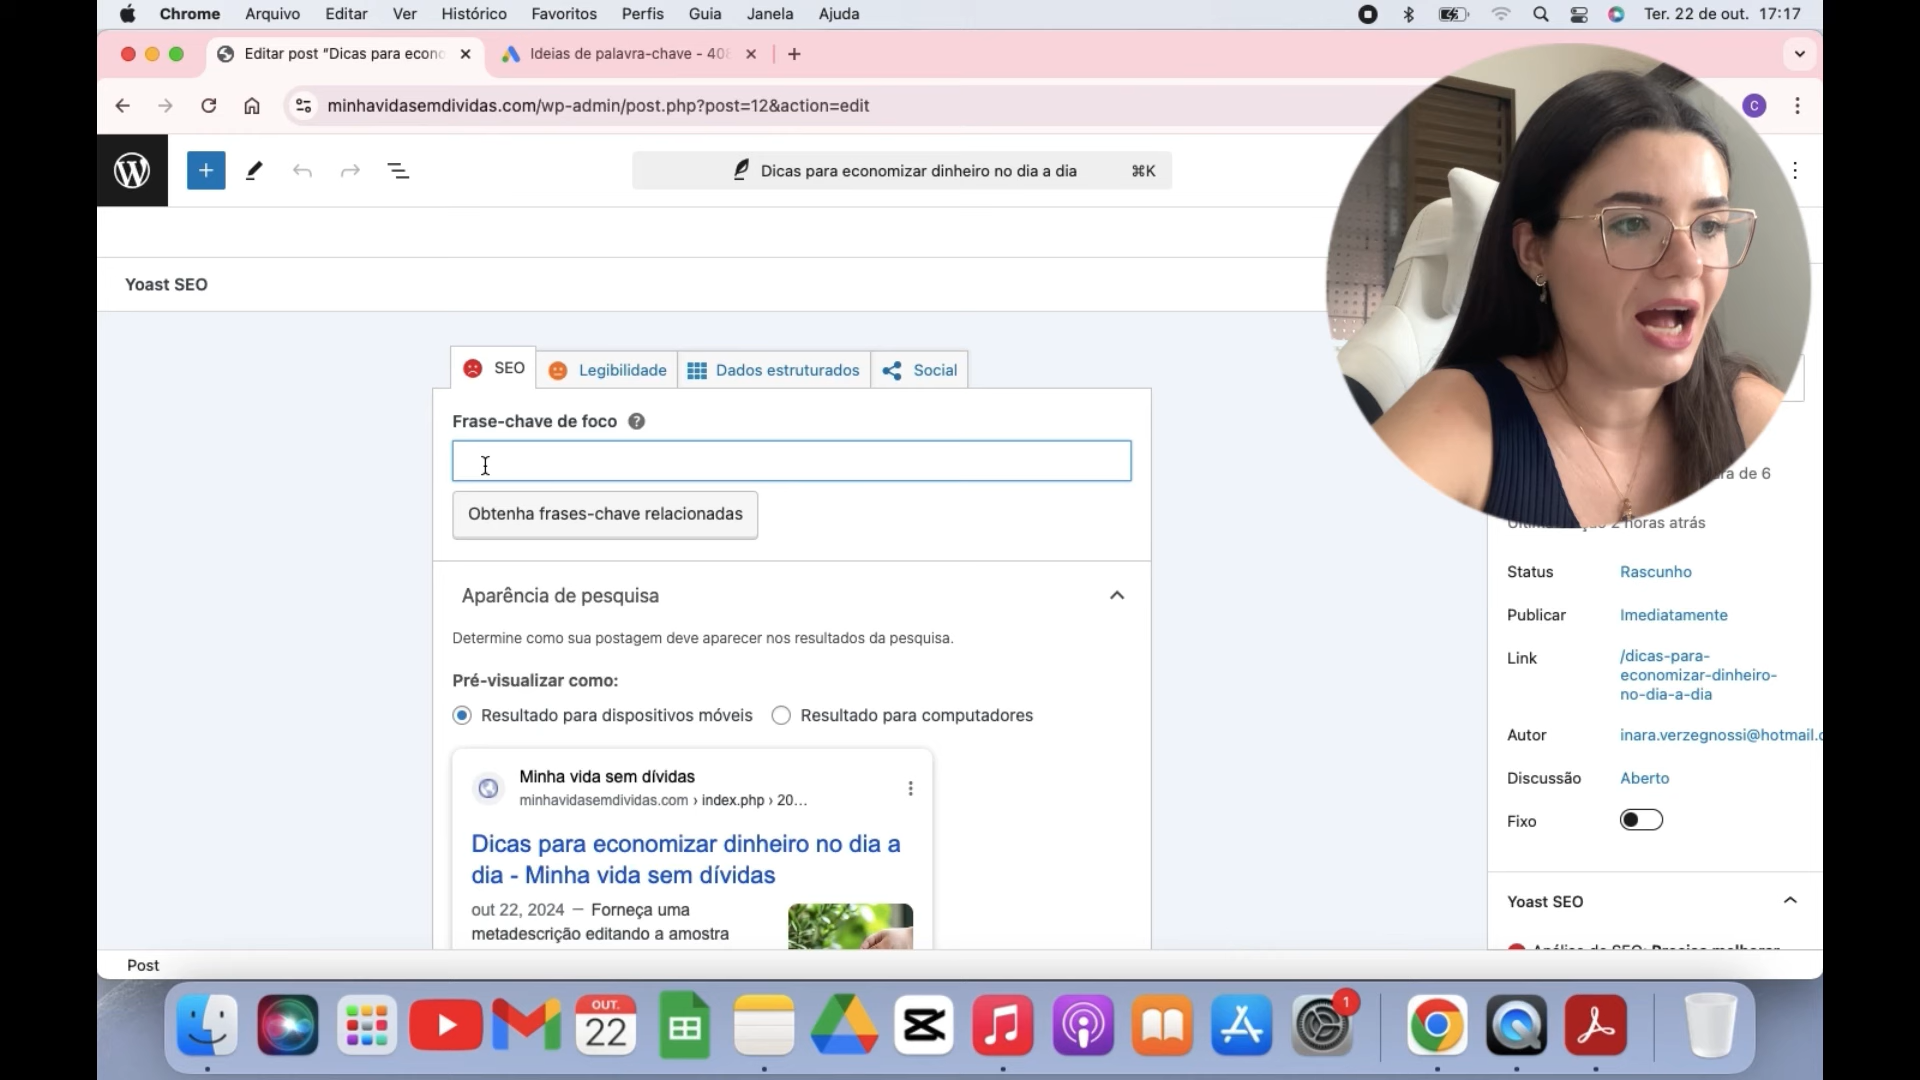 Chrome Arquivo Editar Ver Histórico Favoritos Perfis Guia Janela Ajuda
Ter. 22 de out. 17:17
Editar post “Dicas para econo
Ideias de palavra-chave - 408
minhavidasemdividas.com/wp-admin/post.php?post=12&action=edit
C
Dicas para economizar dinheiro no dia a dia ⌘K
Yoast SEO
SEO
Legibilidade
Dados estruturados
Social
Frase-chave de foco
Obtenha frases-chave relacionadas
Aparência de pesquisa
Determine como sua postagem deve aparecer nos resultados da pesquisa.
Pré-visualizar como:
Resultado para dispositivos móveis
Resultado para computadores
Minha vida sem dívidas
minhavidasemdividas.com › index.php › 20...
Dicas para economizar dinheiro no dia a
dia - Minha vida sem dívidas
out 22, 2024 – Forneça uma
metadescrição editando a amostra
de 6
2 horas atrás
Status Rascunho
Publicar Imediatamente
Link /dicas-para-
economizar-dinheiro-
no-dia-a-dia
Autor inara.verzegnossi@hotmail.c
Discussão Aberto
Fixo
Yoast SEO
Análise de SEO: Precisa melhorar
Post
OUT.
22
1